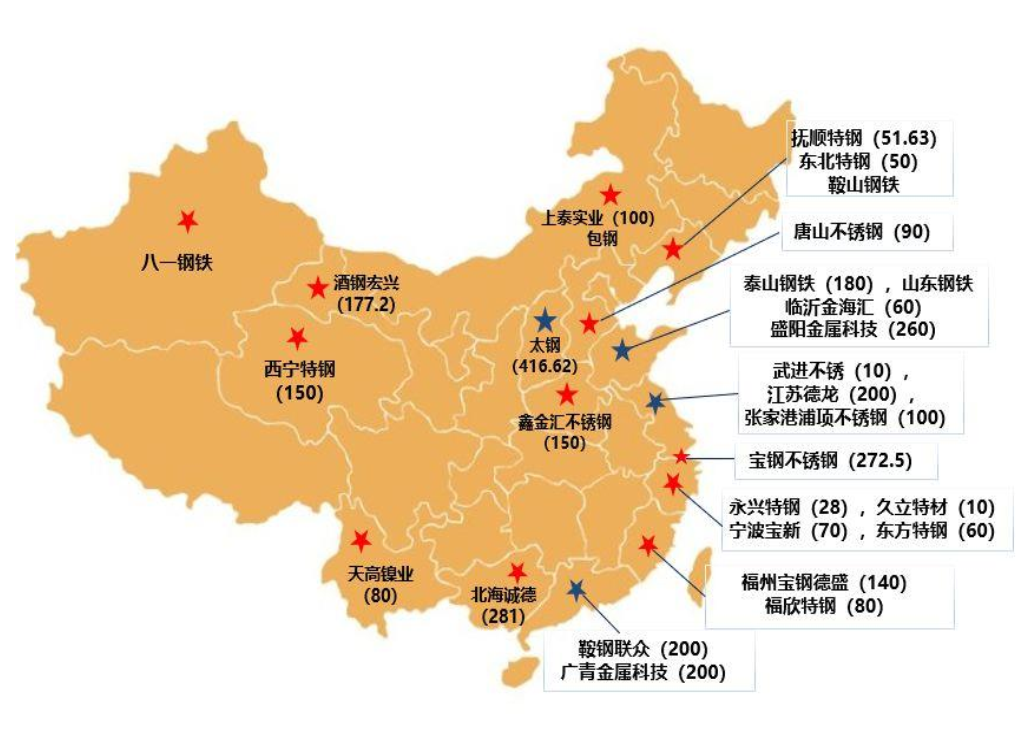 抚顺特钢（51.63）
东北特钢（50）
鞍山钢铁
上泰实业（100）
包钢
唐山不锈钢（90）
八一钢铁
酒钢宏兴
（177.2）
泰山钢铁（180），山东钢铁
临沂金海汇（60）
盛阳金属科技（260）
太钢
（416.62）
西宁特钢
（150）
武进不锈（10），
江苏德龙（200），
张家港浦项不锈钢（100）
鑫金汇不锈钢
（150）
宝钢不锈钢（272.5）
永兴特钢（28），久立特材（10）
宁波宝新（70），东方特钢（60）
天高镍业
（80）
北海诚德
（281）
福州宝钢德盛（140）
福欣特钢（80）
鞍钢联众（200）
广青金属科技（200）